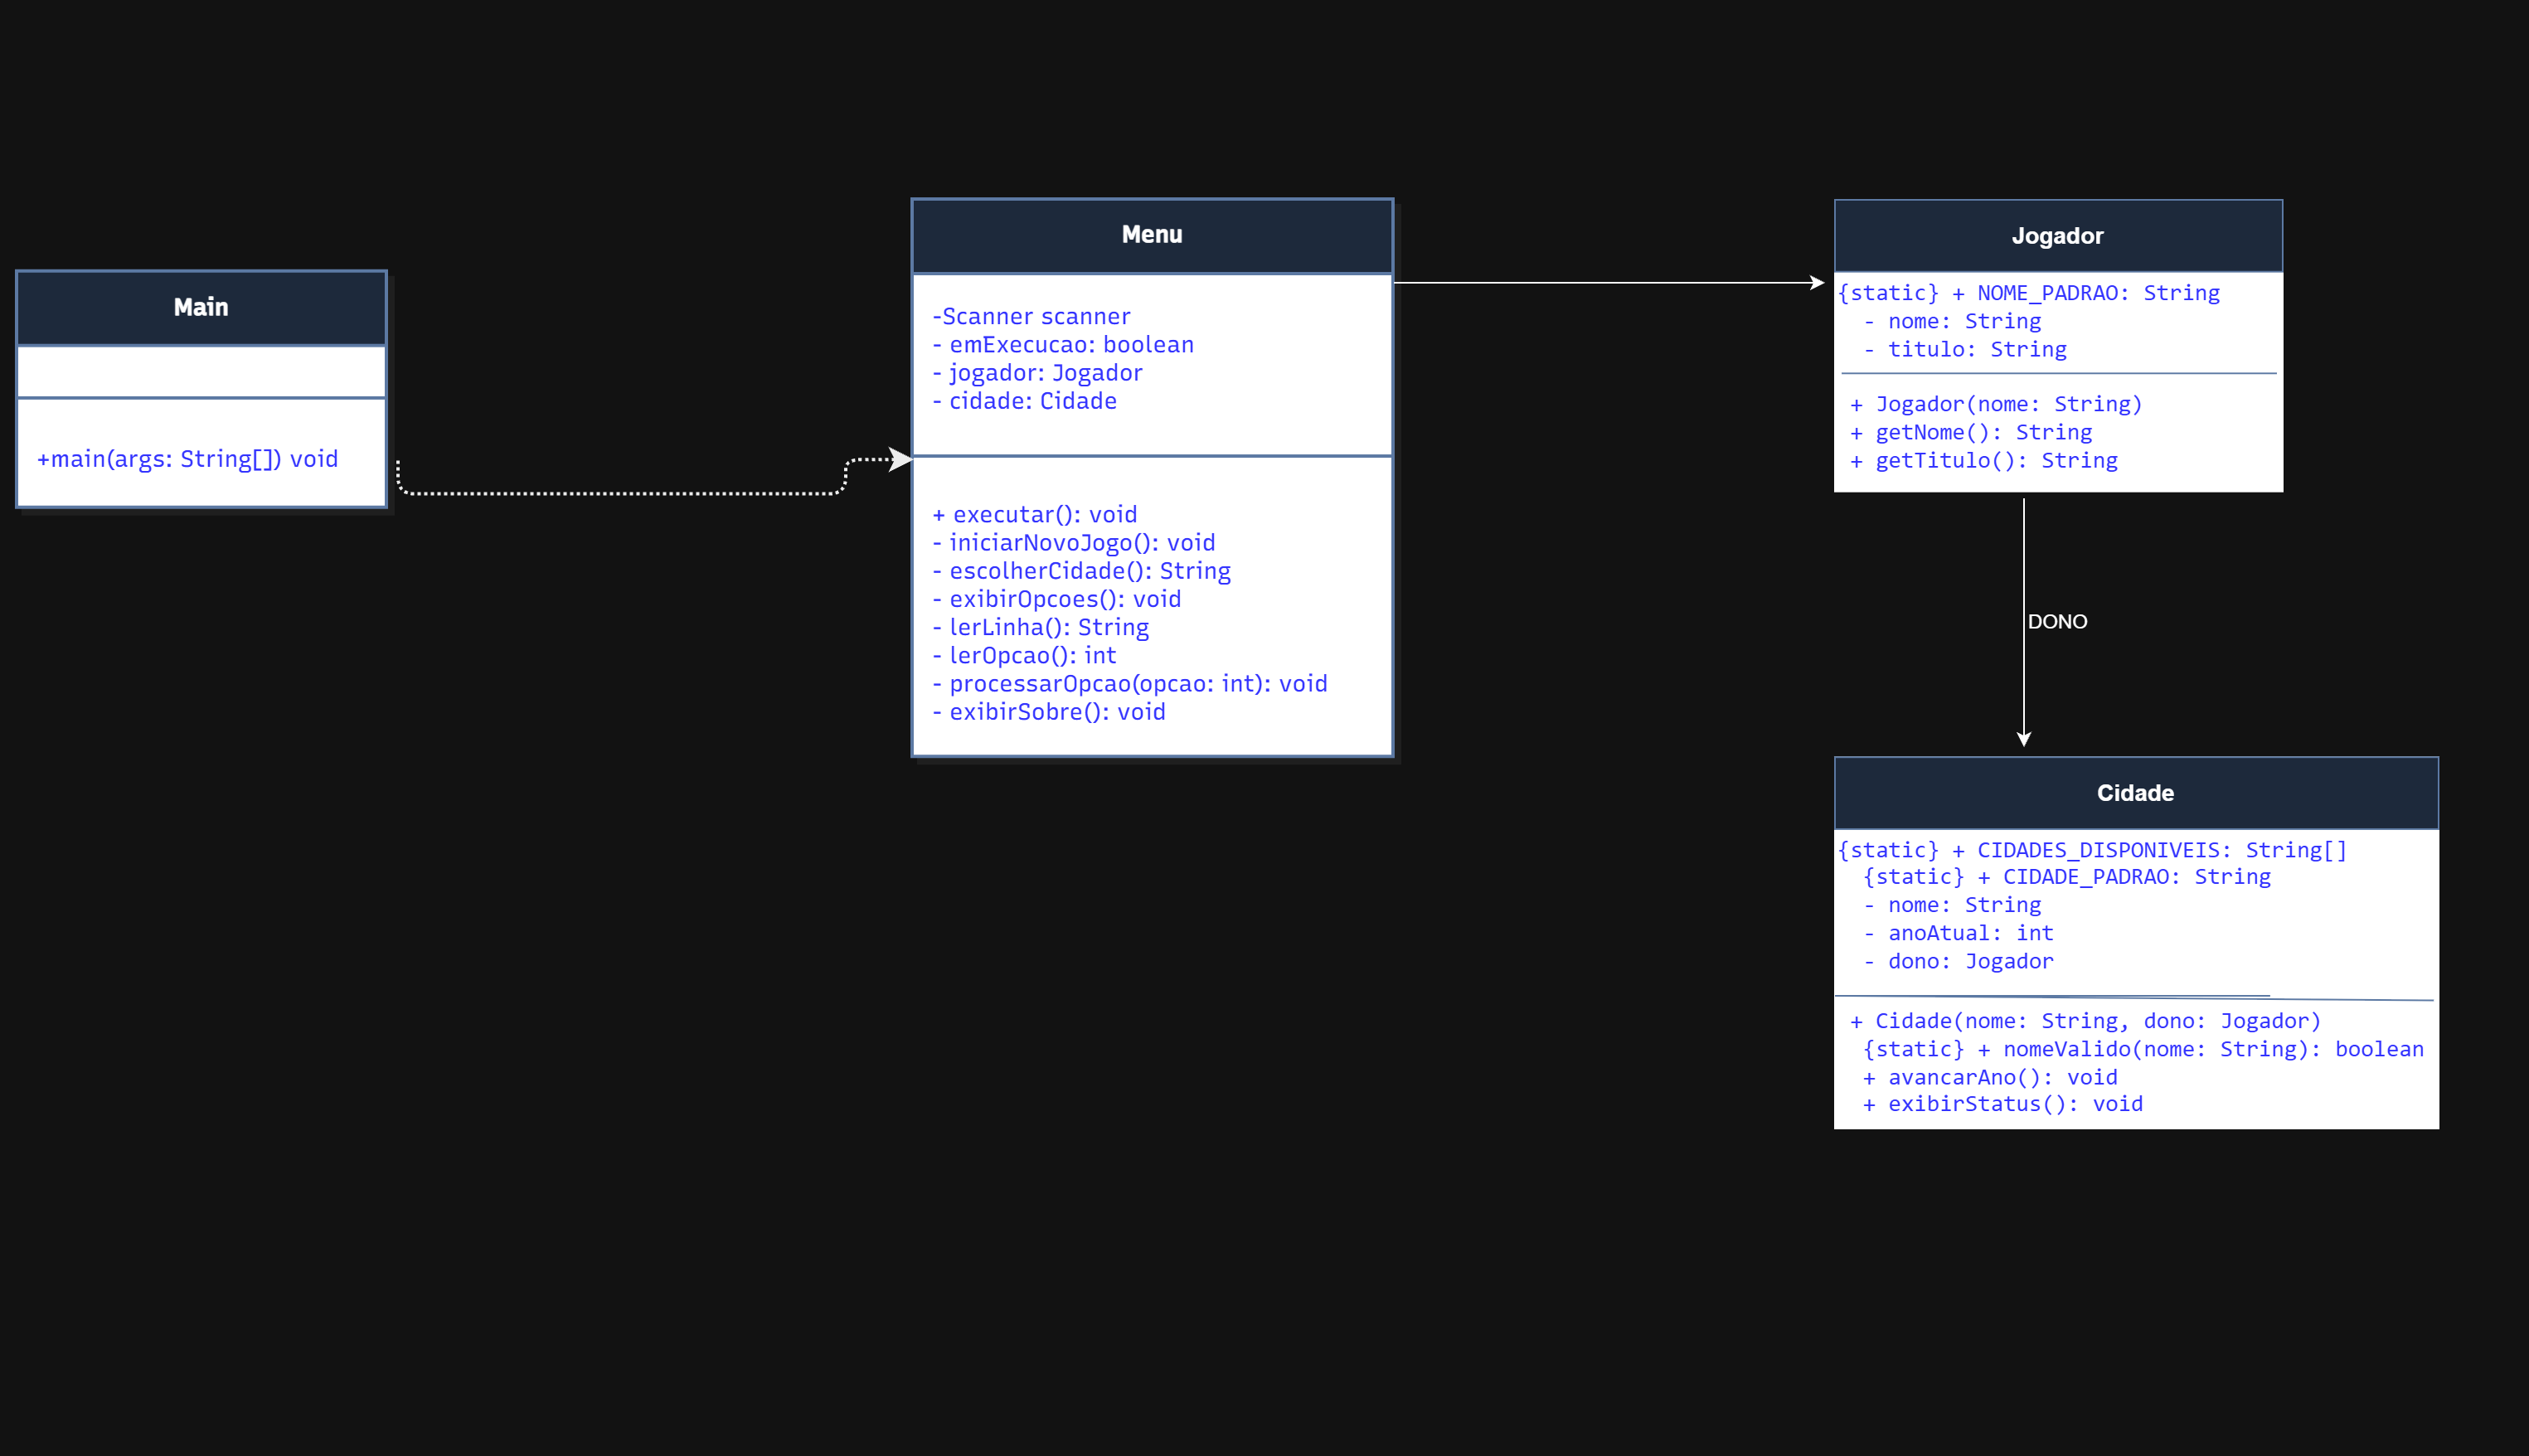 Main
+main(args: String[]) void
Menu
-Scanner scanner
- emExecucao: boolean
- jogador: Jogador
- cidade: Cidade
+ executar(): void
- iniciarNovoJogo(): void
- escolherCidade(): String
- exibirOpcoes(): void
- lerLinha(): String
- lerOpcao(): int
- processarOpcao(opcao: int): void
- exibirSobre(): void
Jogador
{static} + NOME_PADRAO: String
- nome: String
- titulo: String
+ Jogador(nome: String)
+ getNome(): String
+ getTitulo(): String
DONO
Cidade
{static} + CIDADES_DISPONIVEIS: String[]
{static} + CIDADE_PADRAO: String
- nome: String
- anoAtual: int
- dono: Jogador
+ Cidade(nome: String, dono: Jogador)
{static} + nomeValido(nome: String): boolean
+ avancarAno(): void
+ exibirStatus(): void